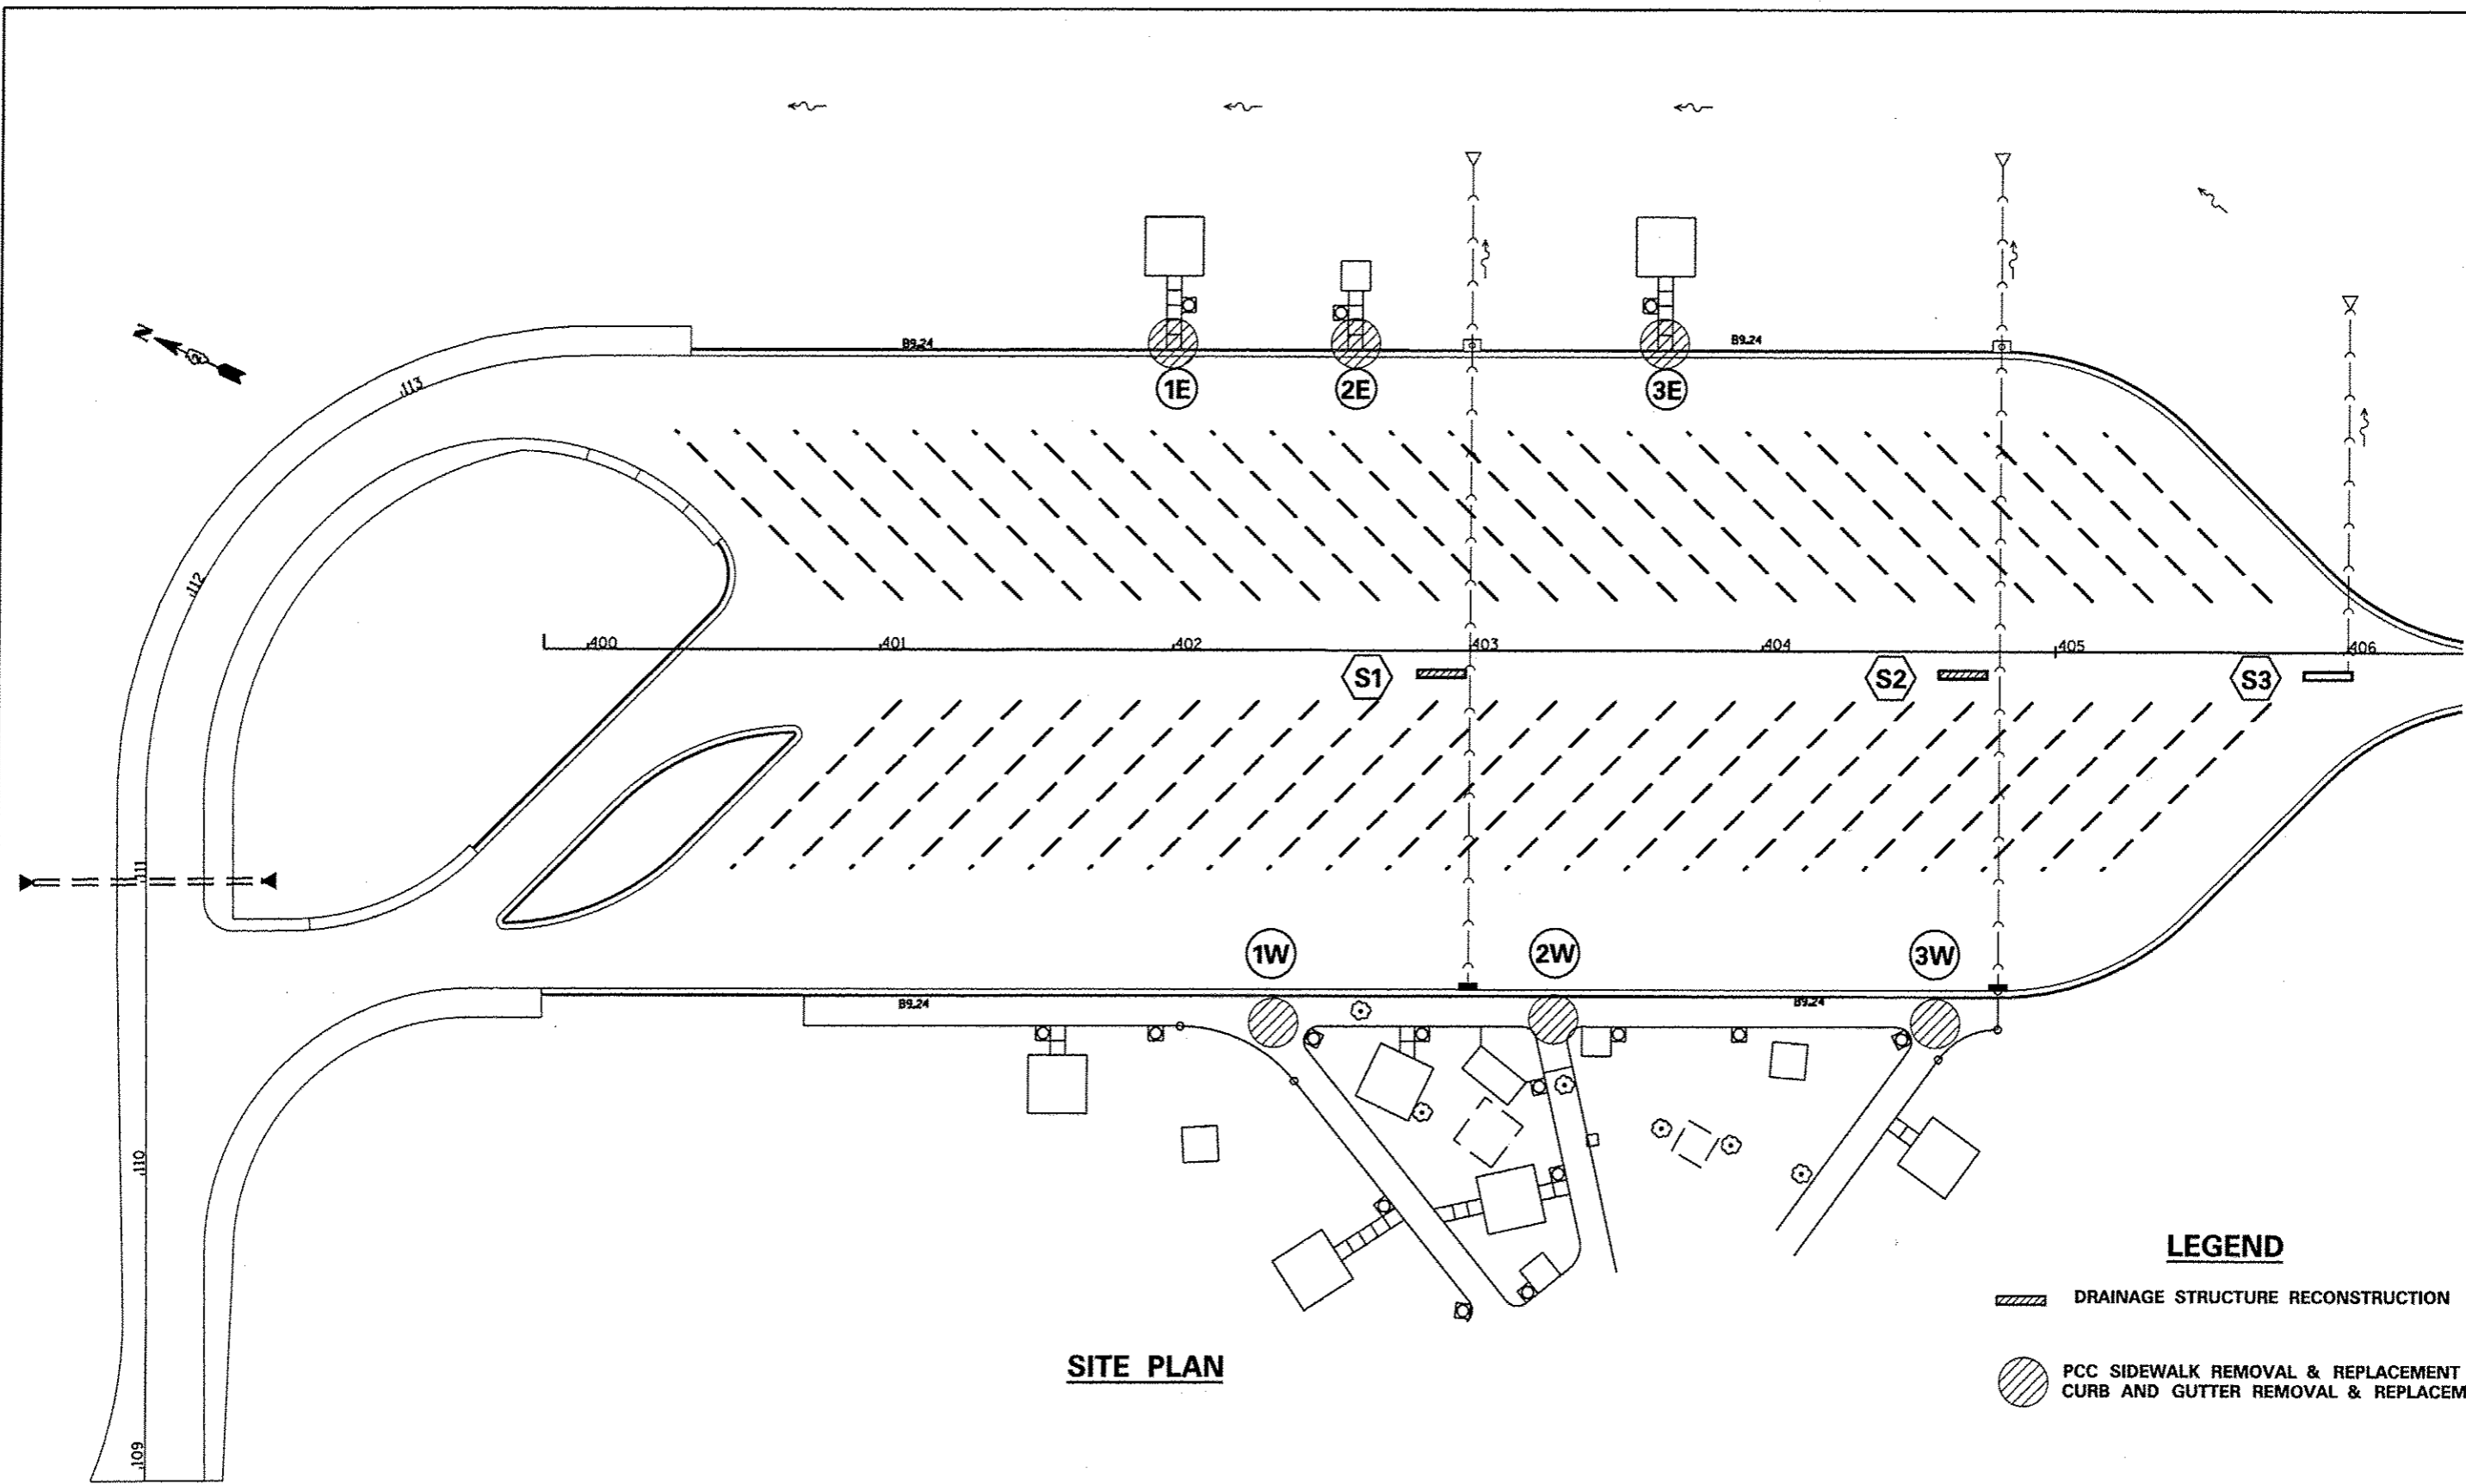 N
B9.24
B9.24
1E
2E
3E
113
112
400
401
402
403
404
405
406
S1
S2
S3
111
1W
2W
3W
B9.24
B9.24
110
109
LEGEND
DRAINAGE STRUCTURE RECONSTRUCTION
PCC SIDEWALK REMOVAL & REPLACEMENT
CURB AND GUTTER REMOVAL & REPLACEM
SITE PLAN